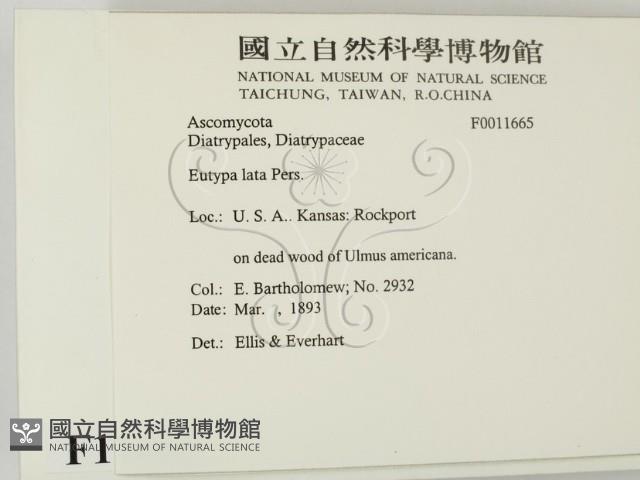 國立自然科學博物館
NATIONAL MUSEUM OF NATURAL SCIENCE
TAICHUNG, TAIWAN, R.O.CHINA
Ascomycota F0011665
Diatrypales, Diatrypaceae
Eutypa lata Pers.
Loc.: U. S. A.. Kansas: Rockport
on dead wood of Ulmus americana.
Col.: E. Bartholomew; No. 2932
Date: Mar. , 1893
Det.: Ellis & Everhart
國立自然科學博物館
NATIONAL MUSEUM OF NATURAL SCIENCE
F1